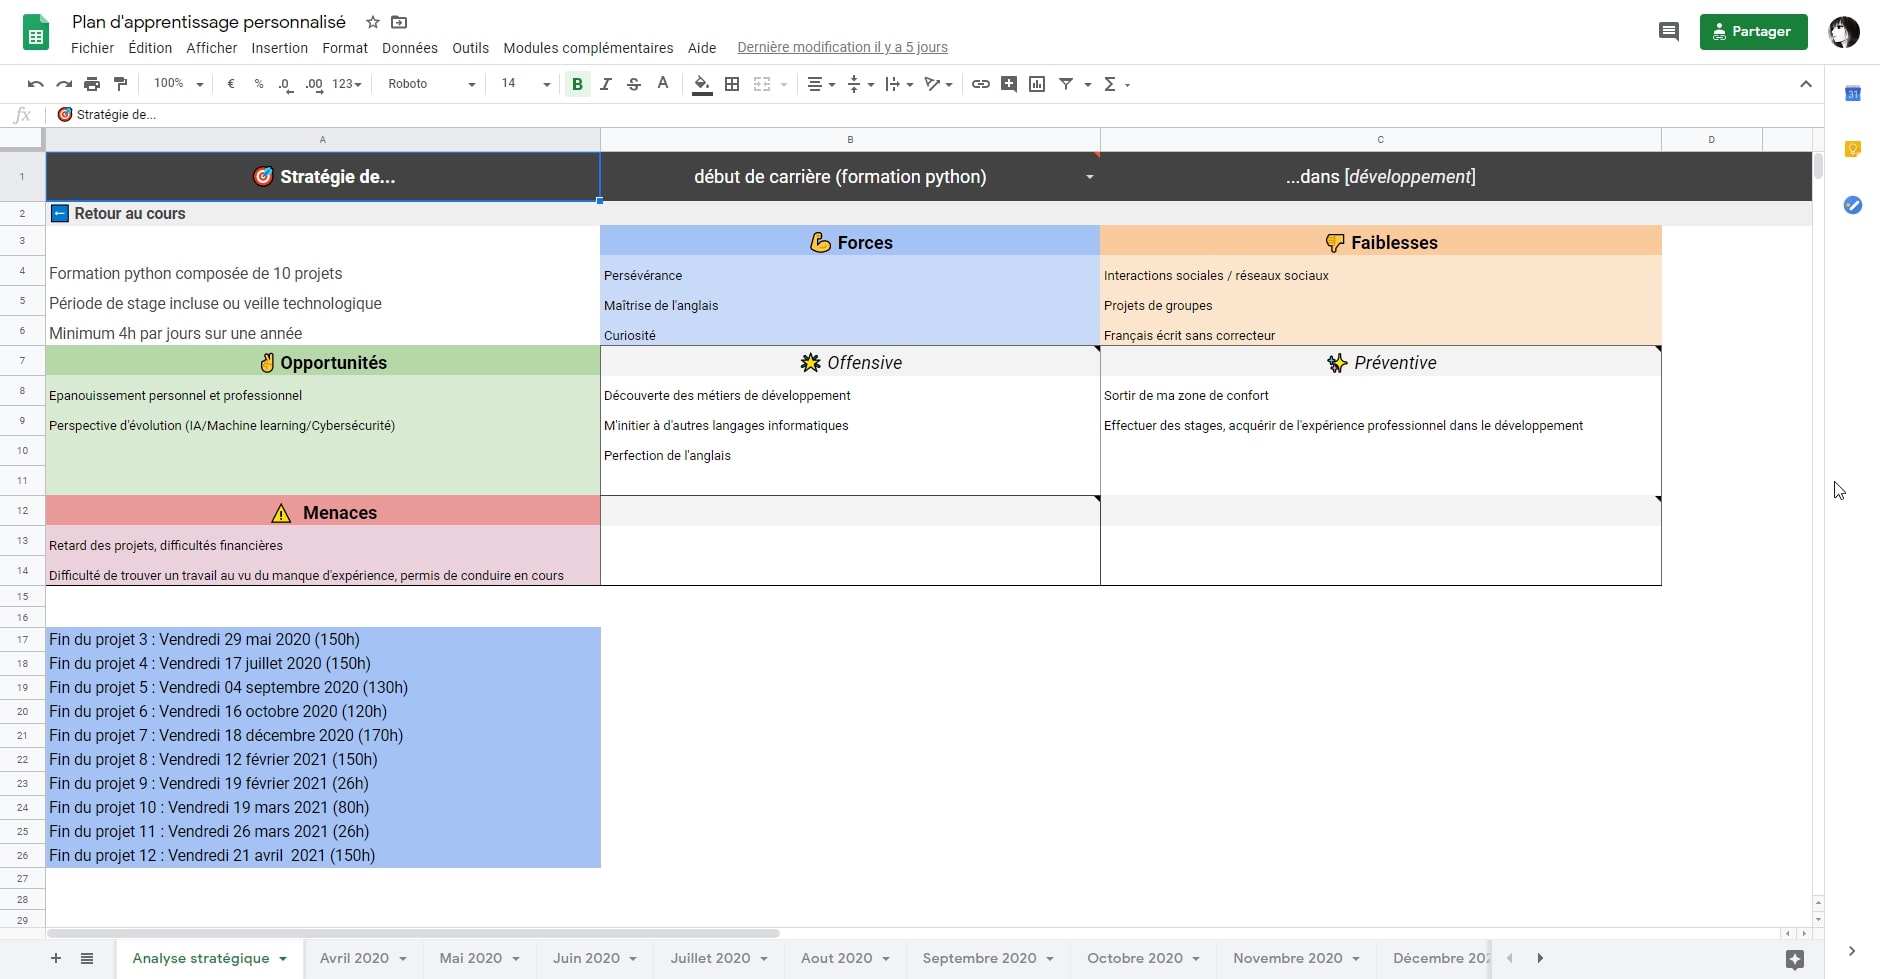 Plan d'apprentissage personnalisé
Fichier Édition Afficher Insertion Format Données Outils Modules complémentaires Aide Dernière modification il y a 5 jours
Partager
100% € % .0 .00 123 Roboto 14 B I S A Σ
31
fx 🎯 Stratégie de...
A B C D
1 🎯 Stratégie de... début de carrière (formation python) ...dans [développement]
2 ← Retour au cours
3 💪 Forces 👎 Faiblesses
4 Formation python composée de 10 projets Persévérance Interactions sociales / réseaux sociaux
5 Période de stage incluse ou veille technologique Maîtrise de l'anglais Projets de groupes
6 Minimum 4h par jours sur une année Curiosité Français écrit sans correcteur
7 ✌ Opportunités 🌟 Offensive ✨ Préventive
8 Epanouissement personnel et professionnel Découverte des métiers de développement Sortir de ma zone de confort
9 Perspective d'évolution (IA/Machine learning/Cybersécurité) M'initier à d'autres langages informatiques Effectuer des stages, acquérir de l'expérience professionnel dans le développement
10 Perfection de l'anglais
11
12 ⚠ Menaces
13 Retard des projets, difficultés financières
14 Difficulté de trouver un travail au vu du manque d'expérience, permis de conduire en cours
15
16
17 Fin du projet 3 : Vendredi 29 mai 2020 (150h)
18 Fin du projet 4 : Vendredi 17 juillet 2020 (150h)
19 Fin du projet 5 : Vendredi 04 septembre 2020 (130h)
20 Fin du projet 6 : Vendredi 16 octobre 2020 (120h)
21 Fin du projet 7 : Vendredi 18 décembre 2020 (170h)
22 Fin du projet 8 : Vendredi 12 février 2021 (150h)
23 Fin du projet 9 : Vendredi 19 février 2021 (26h)
24 Fin du projet 10 : Vendredi 19 mars 2021 (80h)
25 Fin du projet 11 : Vendredi 26 mars 2021 (26h)
26 Fin du projet 12 : Vendredi 21 avril  2021 (150h)
27
28
29
Analyse stratégique Avril 2020 Mai 2020 Juin 2020 Juillet 2020 Aout 2020 Septembre 2020 Octobre 2020 Novembre 2020 Décembre 202